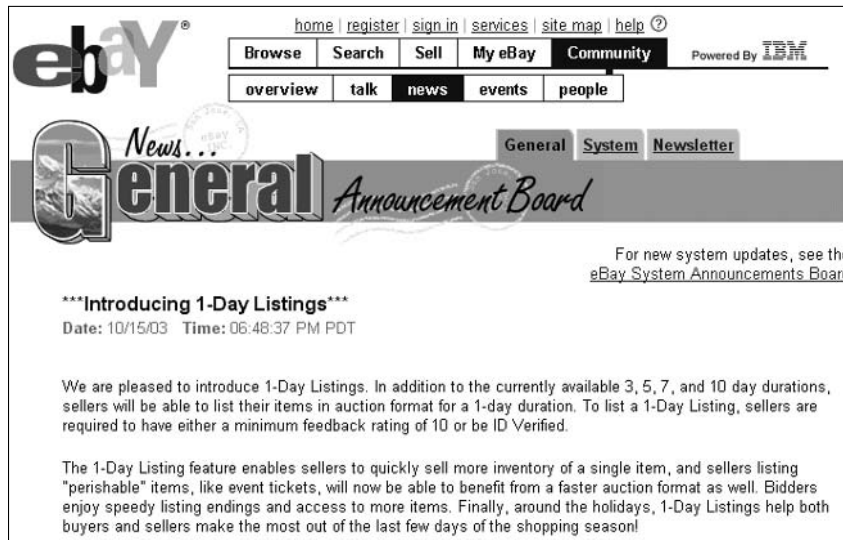 home | register | sign in | services | site map | help ?
ebaY®
Browse Search Sell My eBay Community Powered By IBM
overview talk news events people
eBay
INC.
News...
General System Newsletter
General Announcement Board
For new system updates, see the
eBay System Announcements Boar
***Introducing 1-Day Listings***
Date: 10/15/03 Time: 06:48:37 PM PDT
We are pleased to introduce 1-Day Listings. In addition to the currently available 3, 5, 7, and 10 day durations,
sellers will be able to list their items in auction format for a 1-day duration. To list a 1-Day Listing, sellers are
required to have either a minimum feedback rating of 10 or be ID Verified.
The 1-Day Listing feature enables sellers to quickly sell more inventory of a single item, and sellers listing
"perishable" items, like event tickets, will now be able to benefit from a faster auction format as well. Bidders
enjoy speedy listing endings and access to more items. Finally, around the holidays, 1-Day Listings help both
buyers and sellers make the most out of the last few days of the shopping season!